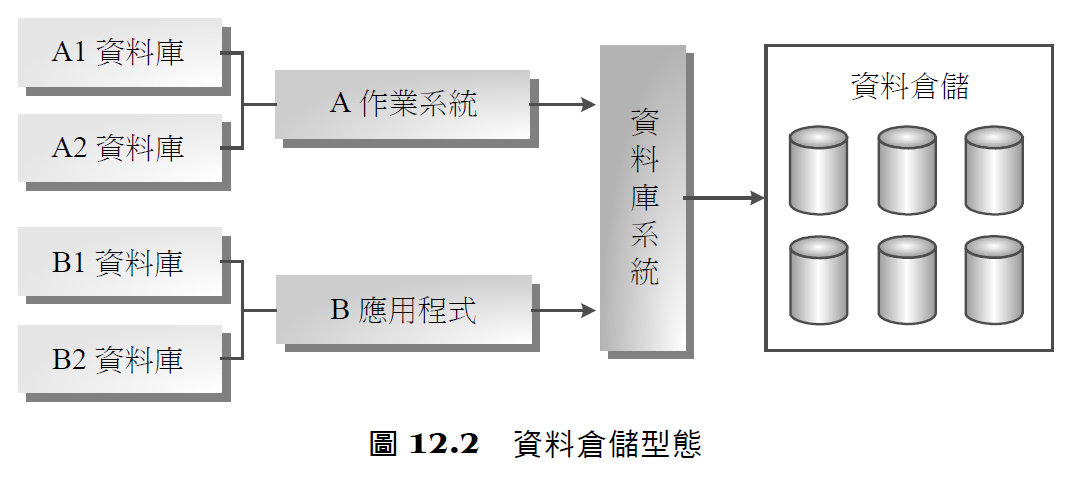 A1 資料庫
A2 資料庫
A 作業系統
B1 資料庫
B2 資料庫
B 應用程式
資料庫系統
資料倉儲
圖 12.2 資料倉儲型態